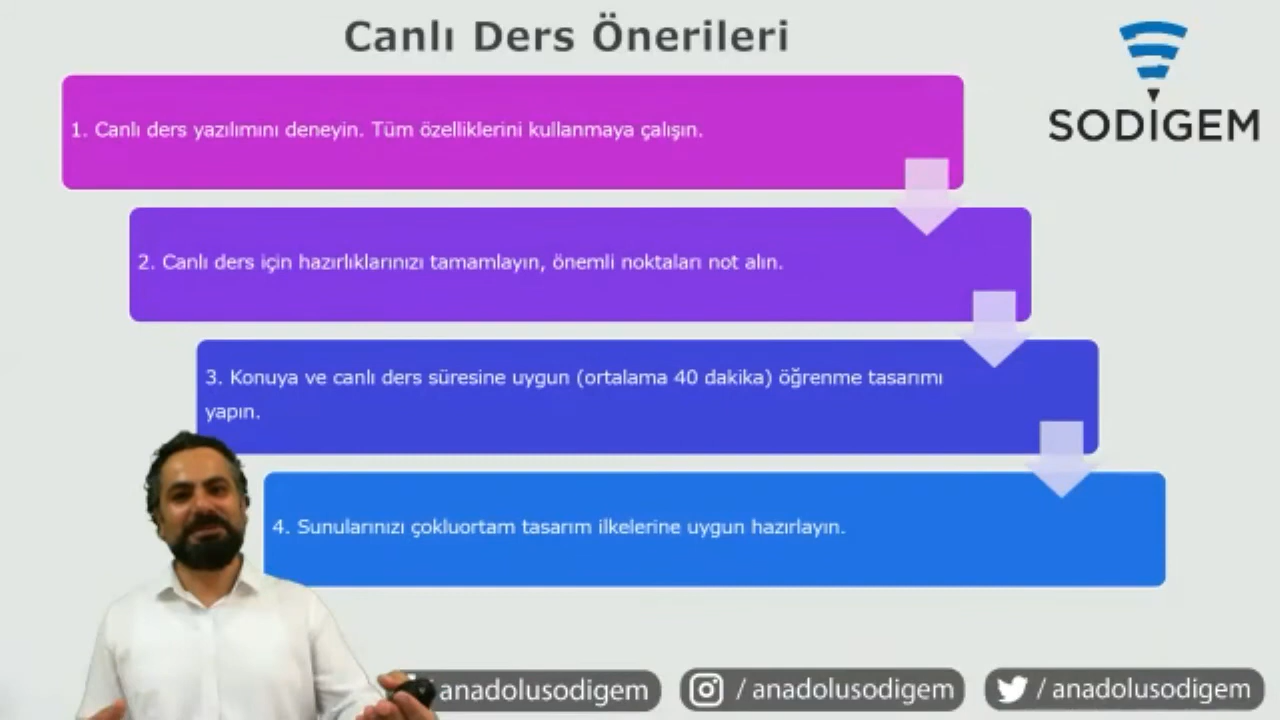 Canlı Ders Önerileri
SODİGEM
1. Canlı ders yazılımını deneyin. Tüm özelliklerini kullanmaya çalışın.
2. Canlı ders için hazırlıklarınızı tamamlayın, önemli noktaları not alın.
3. Konuya ve canlı ders süresine uygun (ortalama 40 dakika) öğrenme tasarımı
yapın.
4. Sunularınızı çokluortam tasarım ilkelerine uygun hazırlayın.
anadolusodigem
/ anadolusodigem
/ anadolusodigem